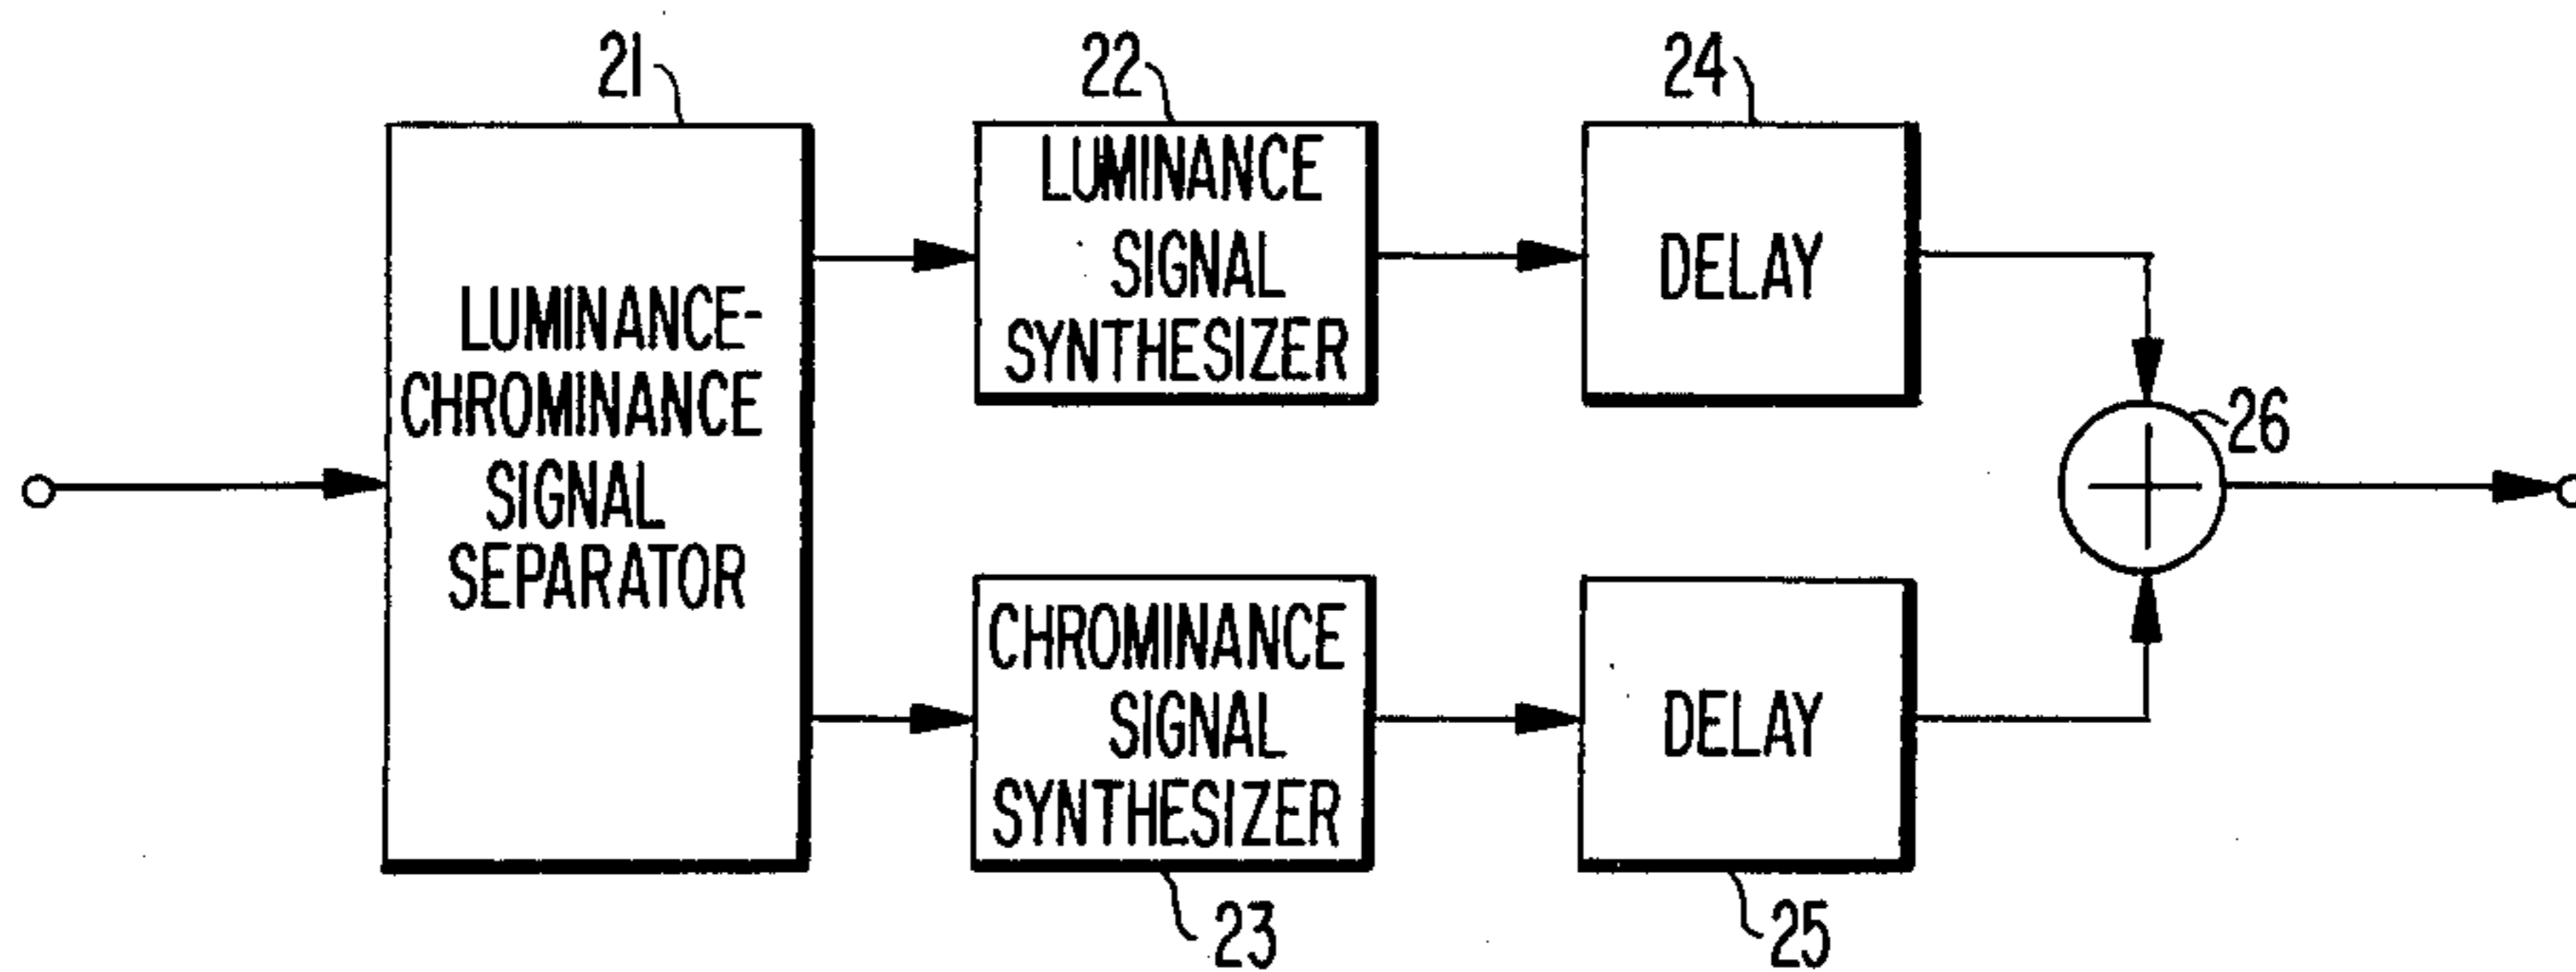 21
22
24
LUMINANCE-
CHROMINANCE
SIGNAL
SEPARATOR
LUMINANCE
SIGNAL
SYNTHESIZER
DELAY
26
CHROMINANCE
SIGNAL
SYNTHESIZER
DELAY
23
25